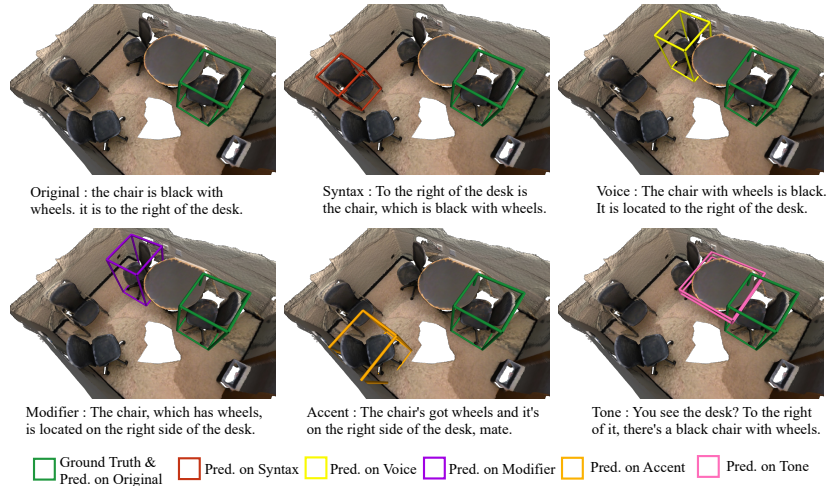 Original : the chair is black with
wheels. it is to the right of the desk.
Syntax : To the right of the desk is
the chair, which is black with wheels.
Voice : The chair with wheels is black.
It is located to the right of the desk.
Modifier : The chair, which has wheels,
is located on the right side of the desk.
Accent : The chair's got wheels and it's
on the right side of the desk, mate.
Tone : You see the desk? To the right
of it, there's a black chair with wheels.
Ground Truth &
Pred. on Original
Pred. on Syntax
Pred. on Voice
Pred. on Modifier
Pred. on Accent
Pred. on Tone